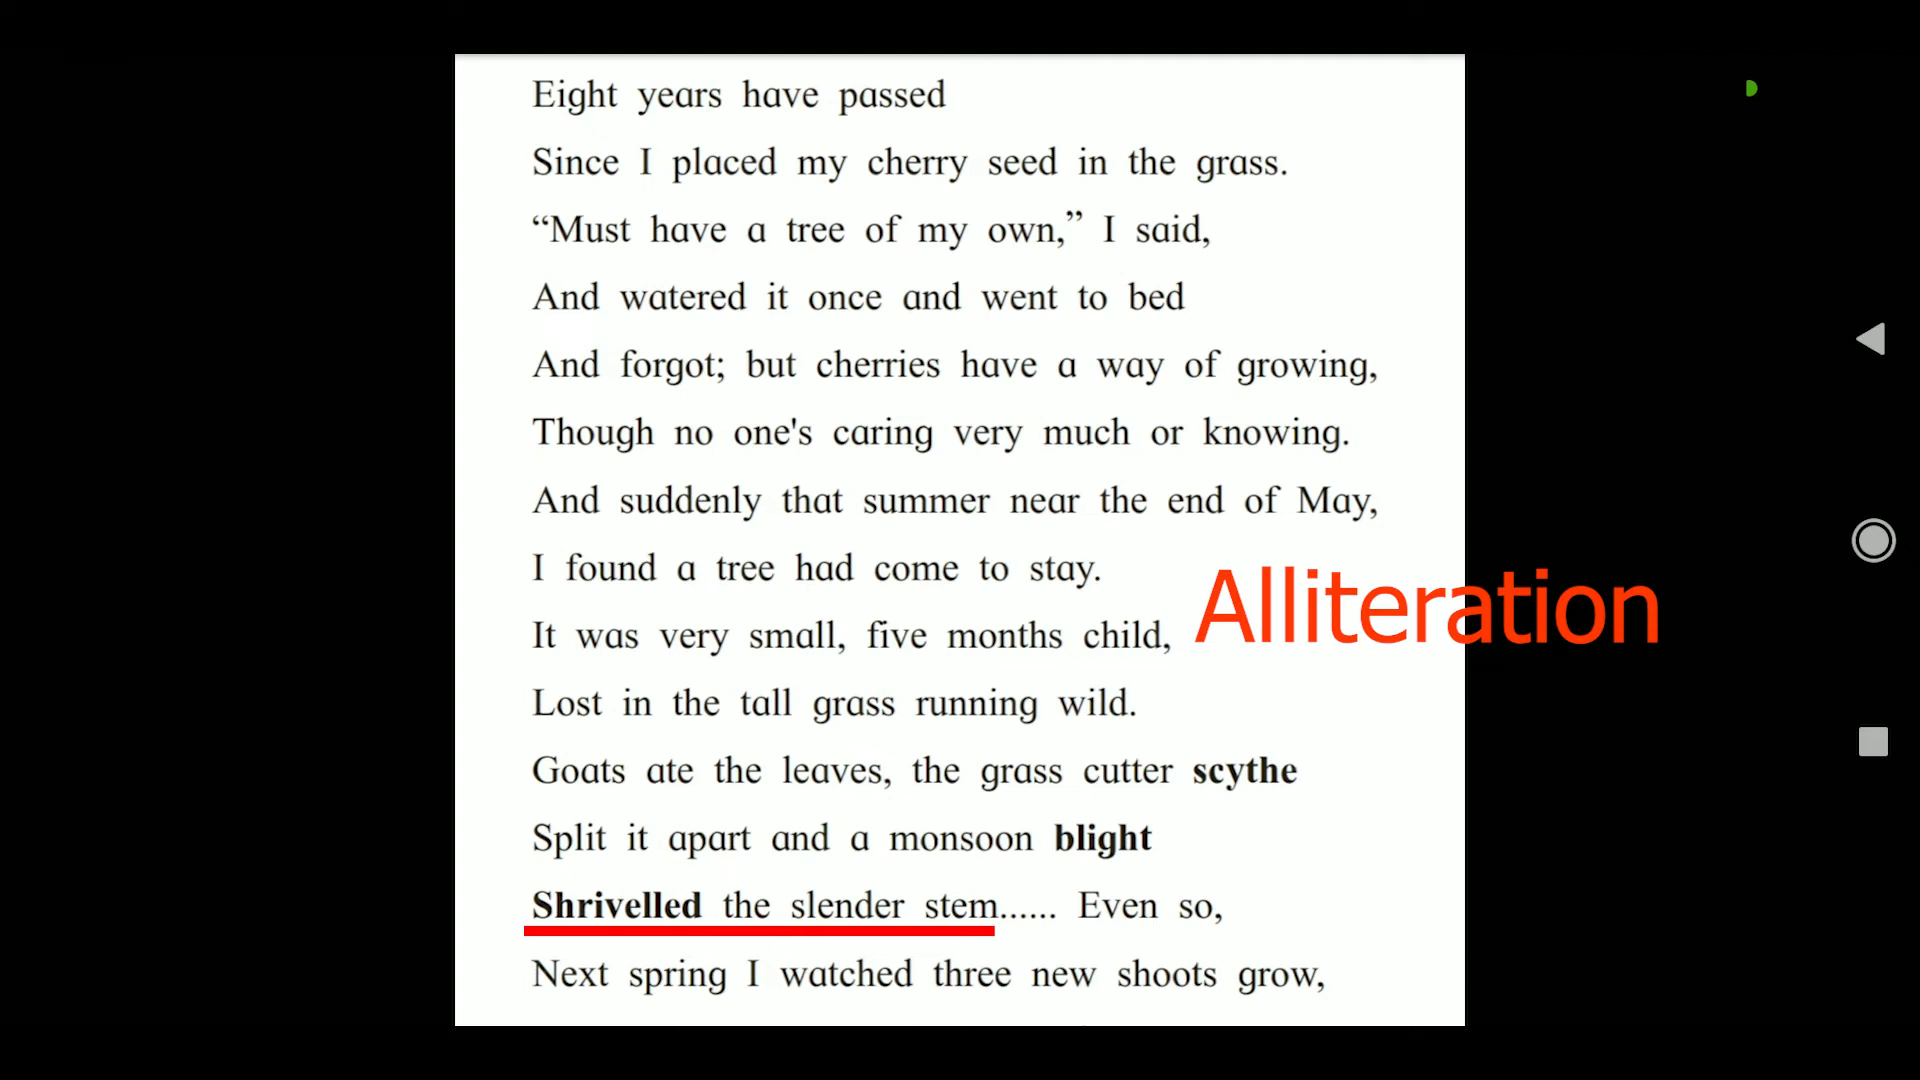 Eight years have passed
Since I placed my cherry seed in the grass.
“Must have a tree of my own,” I said,
And watered it once and went to bed
And forgot; but cherries have a way of growing,
Though no one's caring very much or knowing.
And suddenly that summer near the end of May,
I found a tree had come to stay.
It was very small, five months child,
Alliteration
Lost in the tall grass running wild.
Goats ate the leaves, the grass cutter scythe
Split it apart and a monsoon blight
Shrivelled the slender stem...... Even so,
Next spring I watched three new shoots grow,